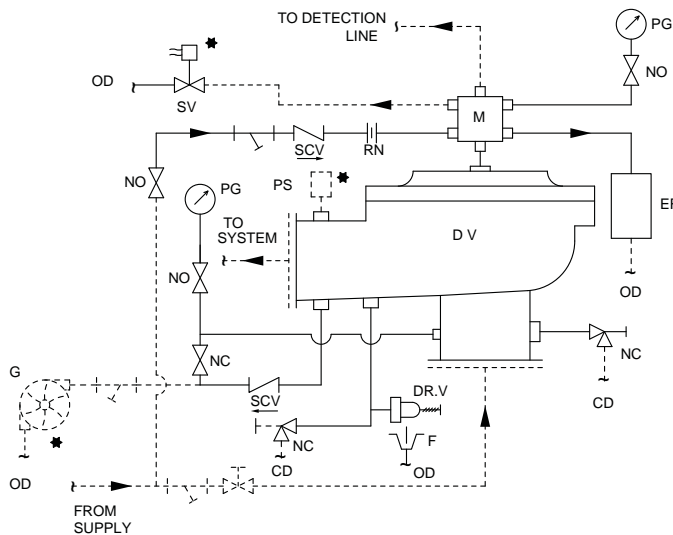 TO DETECTION
LINE
PG
OD
SV
NO
M
SCV
RN
NO
PG
PS
TO
SYSTEM
D V
OD
NO
NC
NC
G
SCV
DR.V
CD
NC
F
CD
OD
OD
FROM
SUPPLY